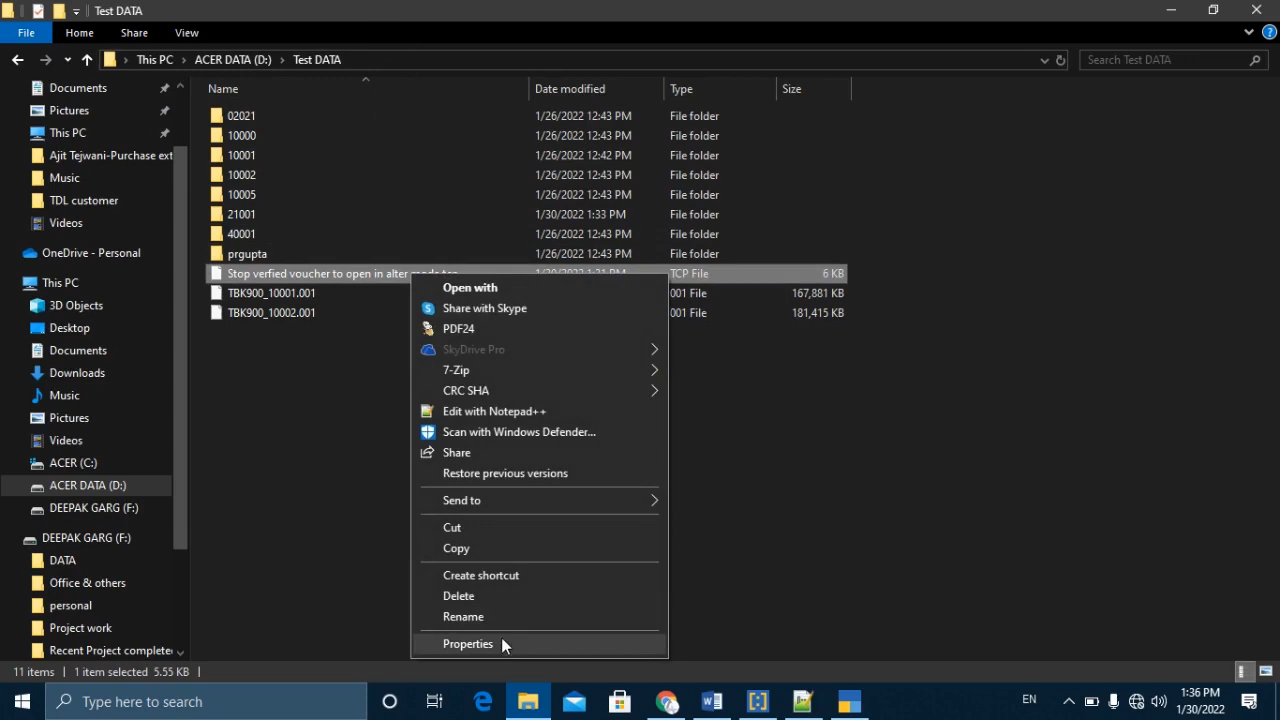 Test DATA
File Home Share View
This PC ACER DATA (D:) Test DATA Search Test DATA
Name Date modified Type Size
Documents
Pictures
This PC
Ajit Tejwani-Purchase ext
Music
TDL customer
Videos
OneDrive - Personal
This PC
3D Objects
Desktop
Documents
Downloads
Music
Pictures
Videos
ACER (C:)
ACER DATA (D:)
DEEPAK GARG (F:)
DEEPAK GARG (F:)
DATA
Office & others
personal
Project work
Recent Project complete
02021 1/26/2022 12:43 PM File folder
10000 1/26/2022 12:43 PM File folder
10001 1/26/2022 12:42 PM File folder
10002 1/26/2022 12:43 PM File folder
10005 1/26/2022 12:43 PM File folder
21001 1/30/2022 1:33 PM File folder
40001 1/26/2022 12:43 PM File folder
prgupta 1/26/2022 12:43 PM File folder
Stop verfied voucher to open in alter TCP File 6 KB
TBK900_10001.001 001 File 167,881 KB
TBK900_10002.001 001 File 181,415 KB
Open with
Share with Skype
PDF24
SkyDrive Pro
7-Zip
CRC SHA
Edit with Notepad++
Scan with Windows Defender...
Share
Restore previous versions
Send to
Cut
Copy
Create shortcut
Delete
Rename
Properties
11 items 1 item selected 5.55 KB
Type here to search
EN
1:36 PM
1/30/2022